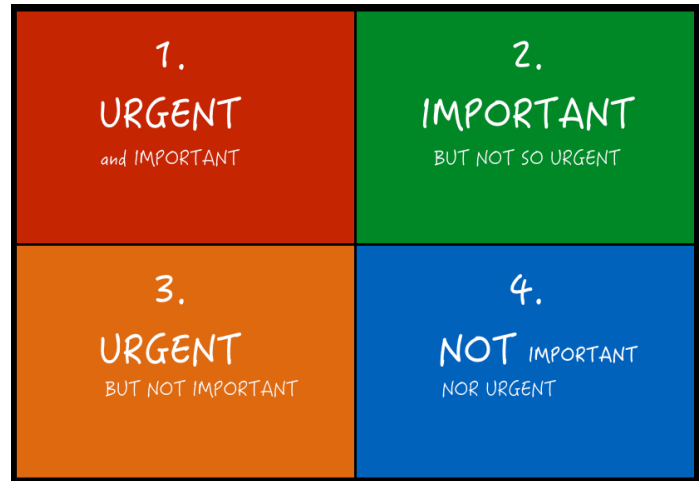 1.
URGENT
and IMPORTANT
2.
IMPORTANT
BUT NOT SO URGENT
3.
URGENT
BUT NOT IMPORTANT
4.
NOT IMPORTANT
NOR URGENT